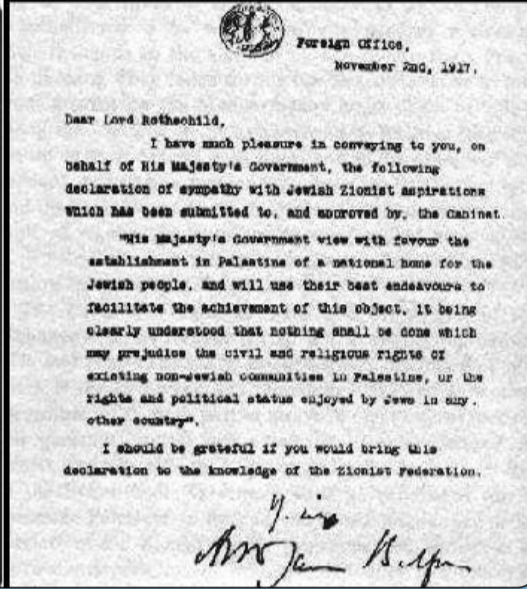 Foreign Office,
November 2nd, 1917.
Dear Lord Rothschild,
I have much pleasure in conveying to you, on
behalf of His Majesty's Government, the following
declaration of sympathy with Jewish Zionist aspirations
which has been submitted to, and approved by, the Cabinet.
"His Majesty's Government view with favour the
establishment in Palestine of a national home for the
Jewish people, and will use their best endeavours to
facilitate the achievement of this object, it being
clearly understood that nothing shall be done which
may prejudice the civil and religious rights of
existing non-Jewish communities in Palestine, or the
rights and political status enjoyed by Jews in any
other country".
I should be grateful if you would bring this
declaration to the knowledge of the Zionist Federation.